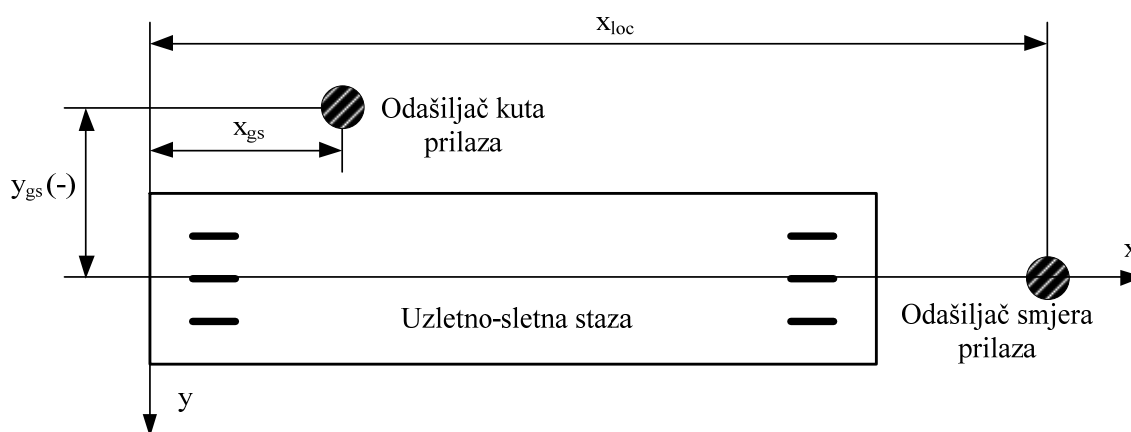 x_loc
Odašiljač kuta
prilaza
x_gs
y_gs (-)
x
Uzletno-sletna staza
Odašiljač smjera
prilaza
y